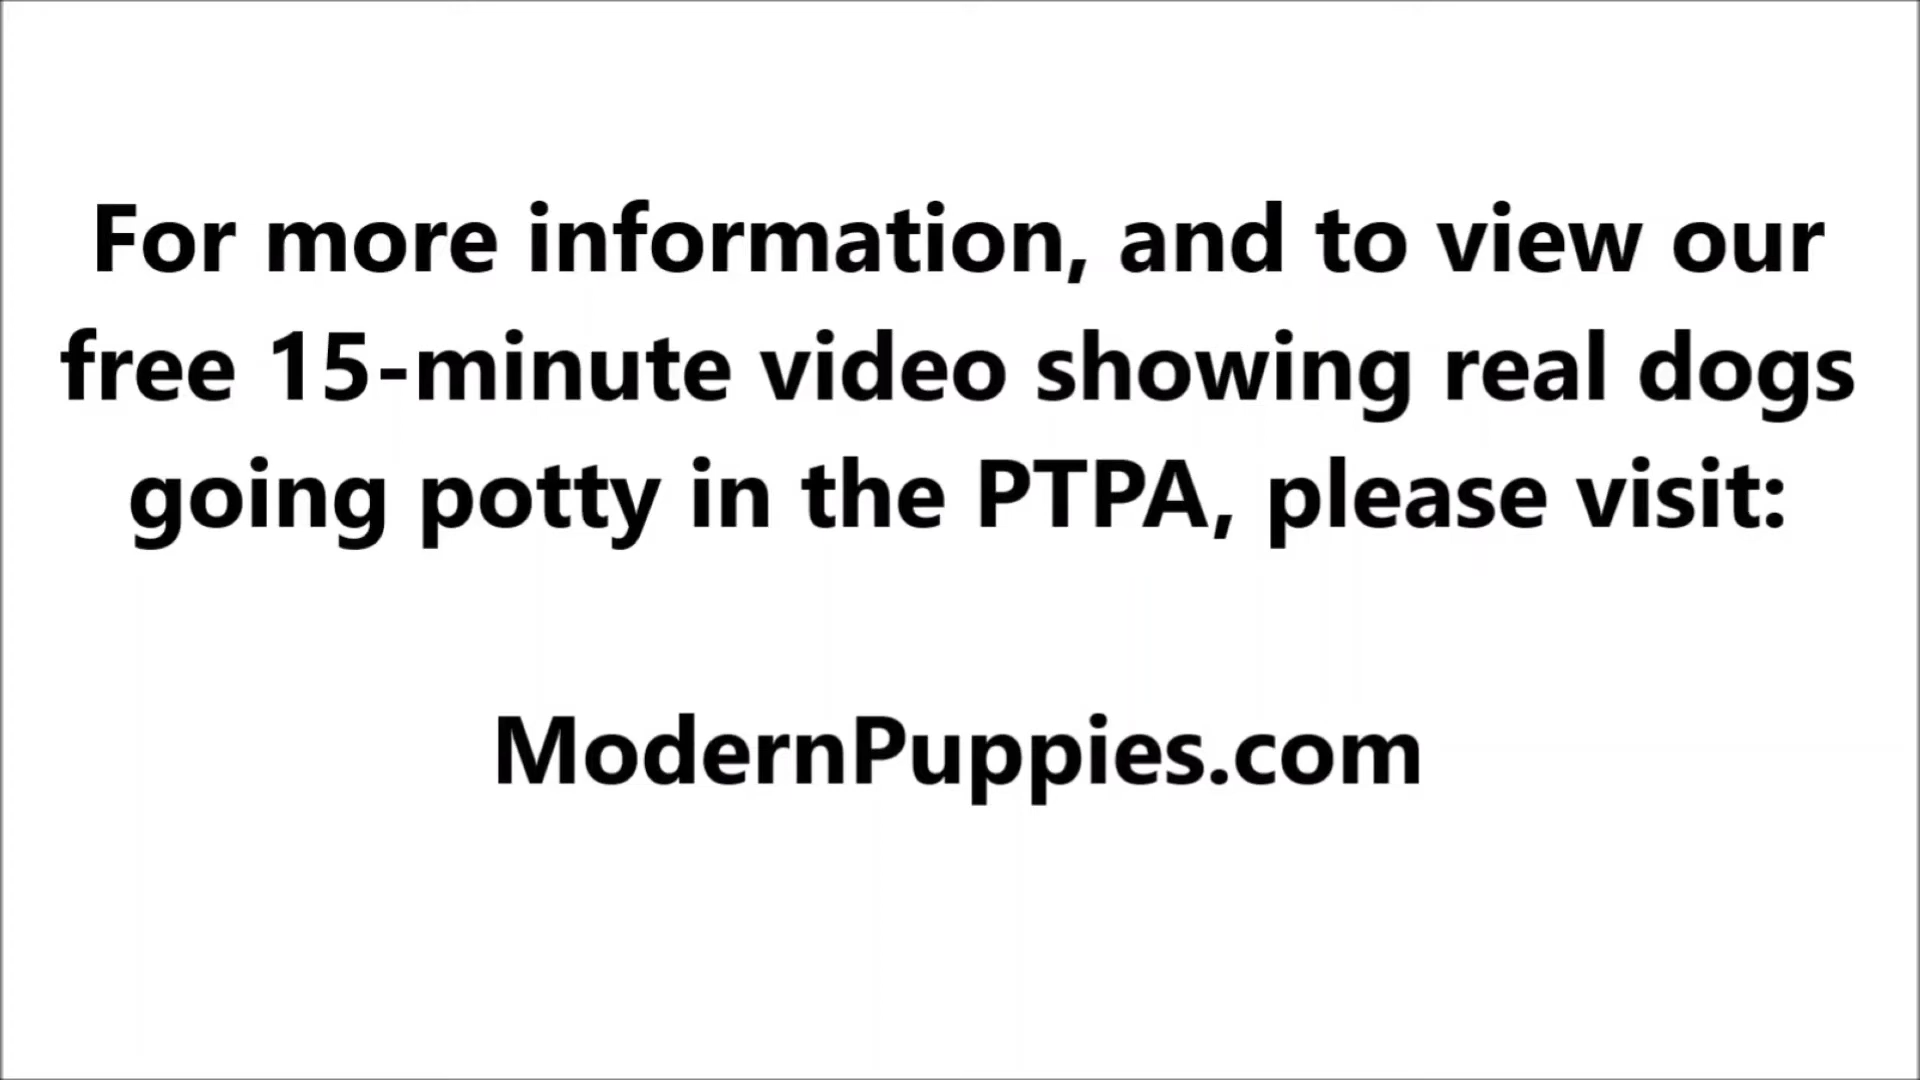 For more information, and to view our
free 15-minute video showing real dogs
going potty in the PTPA, please visit:
ModernPuppies.com